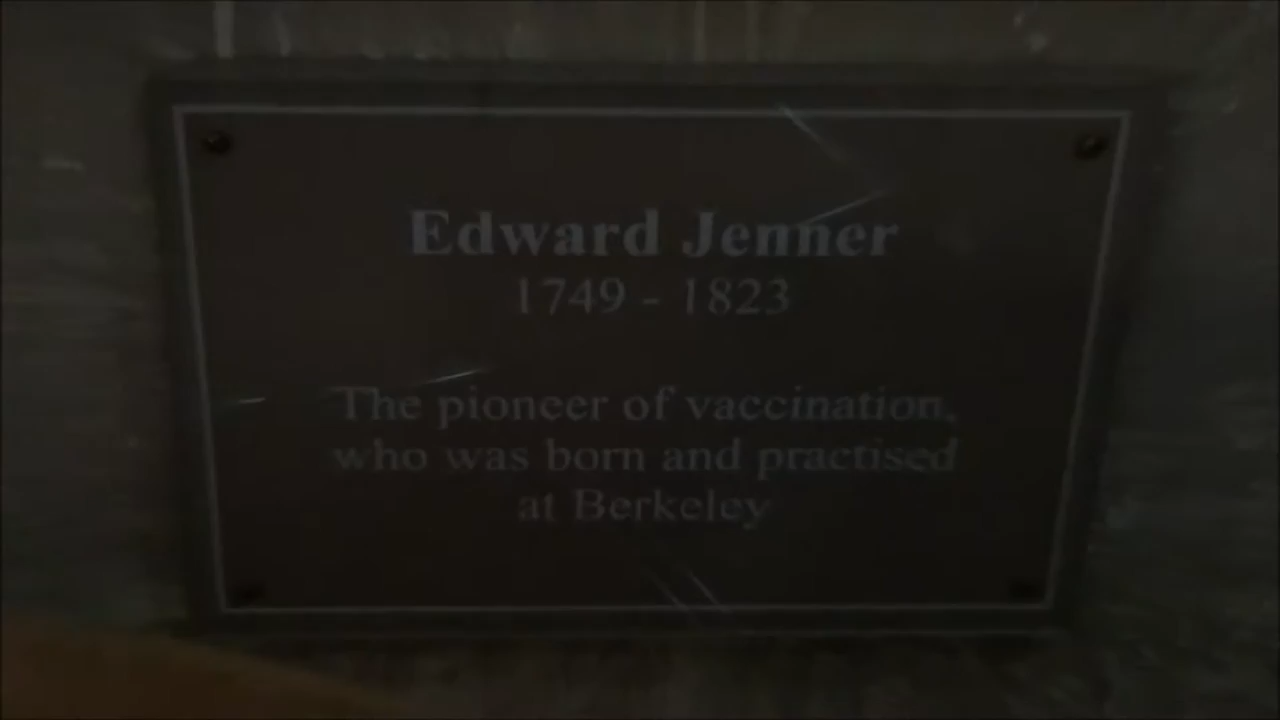 Edward Jenner
1749 - 1823
The pioneer of vaccination,
who was born and practised
at Berkeley